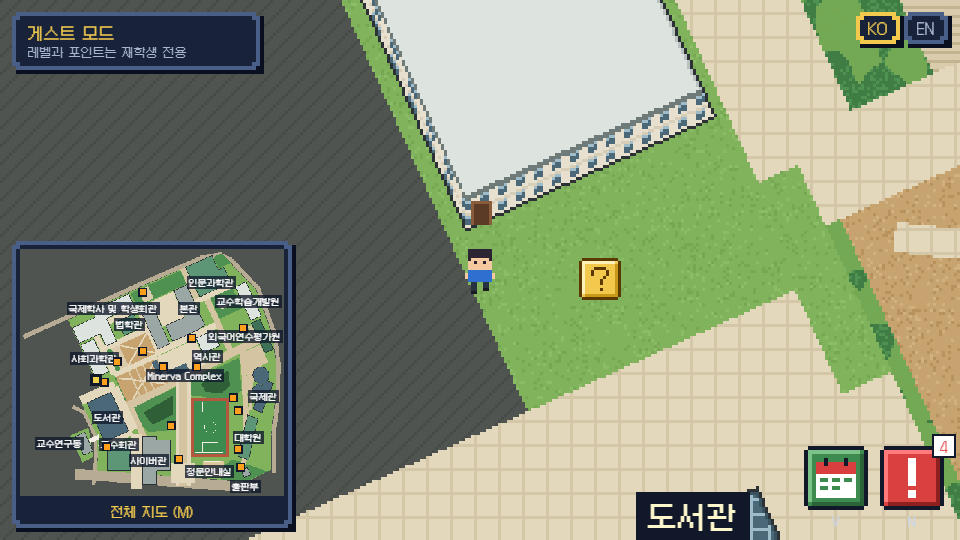 게스트 모드
레벨과 포인트는 재학생 전용
KO
EN
?
인문과학관
국제학사 및 학생회관
본관
교수학습개발원
법학관
외국어연수평가원
사회과학관
역사관
Minerva Complex
국제관
도서관
대학원
교수연구동
교수회관
사이버관
정문안내실
출판부
전체 지도 (M)
4
!
도서관